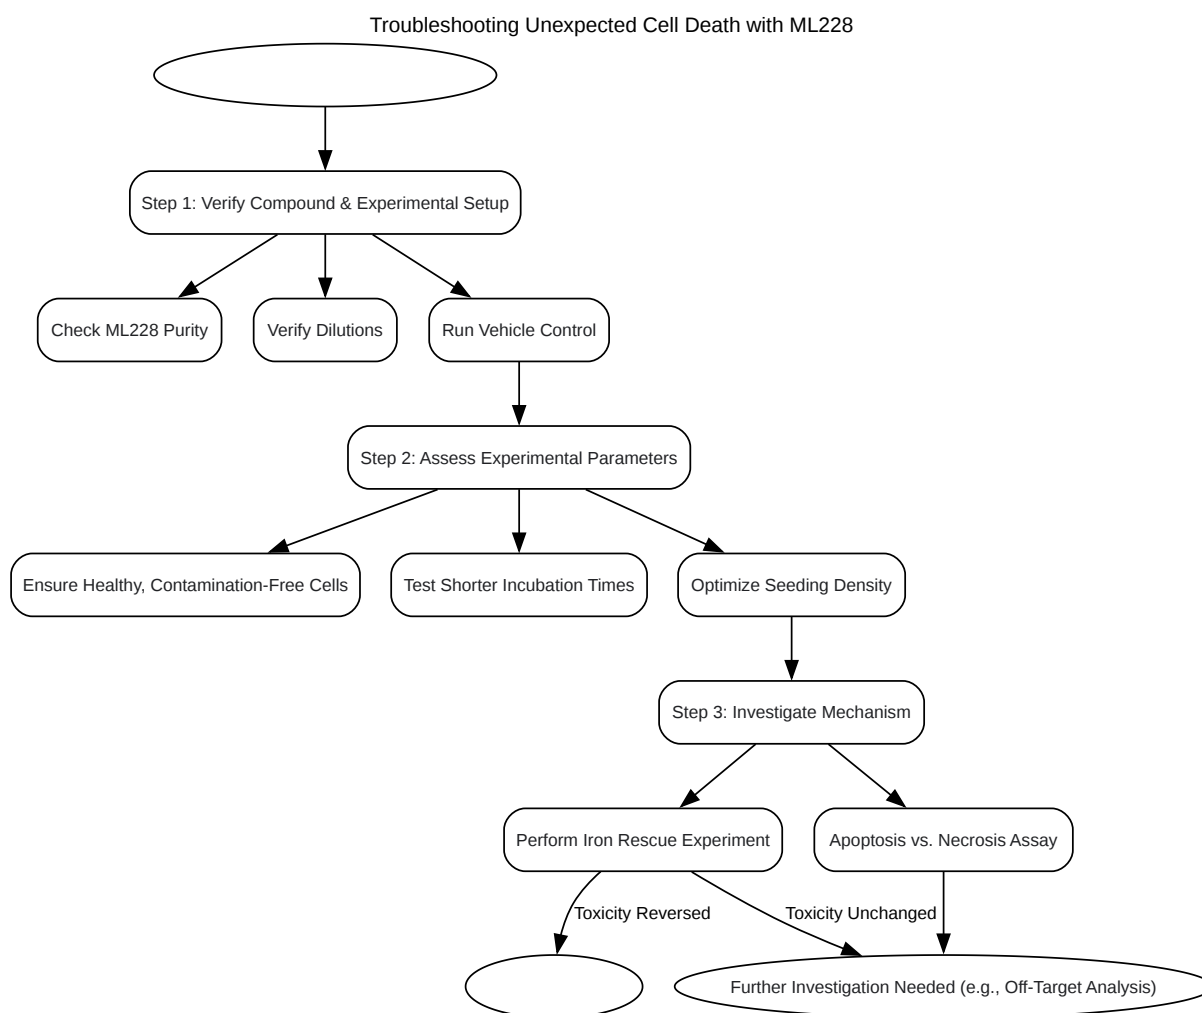 Troubleshooting Unexpected Cell Death with ML228
Step 1: Verify Compound & Experimental Setup
Check ML228 Purity
Verify Dilutions
Run Vehicle Control
Step 2: Assess Experimental Parameters
Ensure Healthy, Contamination-Free Cells
Test Shorter Incubation Times
Optimize Seeding Density
Step 3: Investigate Mechanism
Perform Iron Rescue Experiment
Apoptosis vs. Necrosis Assay
Toxicity Reversed
Toxicity Unchanged
Further Investigation Needed (e.g., Off-Target Analysis)